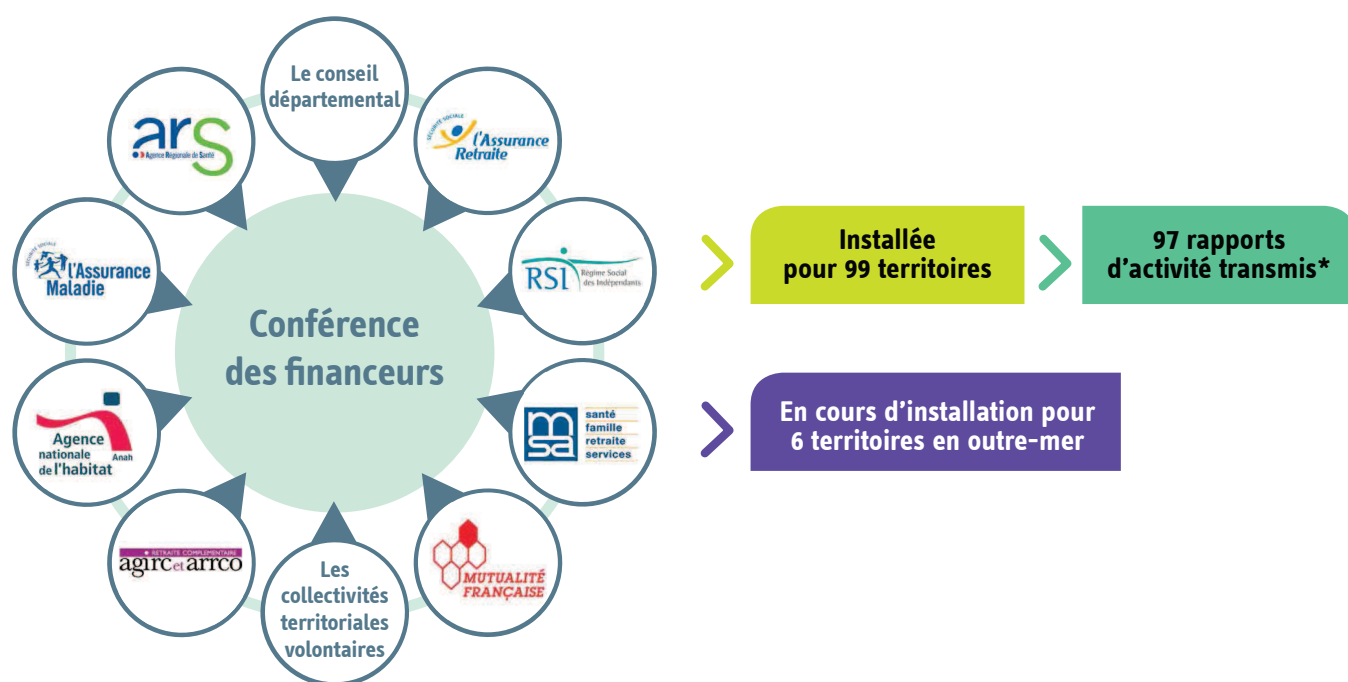 Le conseil
départemental
SÉCURITÉ SOCIALE
l'Assurance
Retraite
RSI
Régime Social
des Indépendants
msa
santé
famille
retraite
services
MUTUALITÉ
FRANÇAISE
Les
collectivités
territoriales
volontaires
RETRAITE COMPLÉMENTAIRE
agirc et arrco
Agence
nationale
de l'habitat
Anah
SÉCURITÉ SOCIALE
l'Assurance
Maladie
ars
Agence Régionale de Santé
Conférence
des financeurs
Installée
pour 99 territoires
97 rapports
d'activité transmis*
En cours d'installation pour
6 territoires en outre-mer